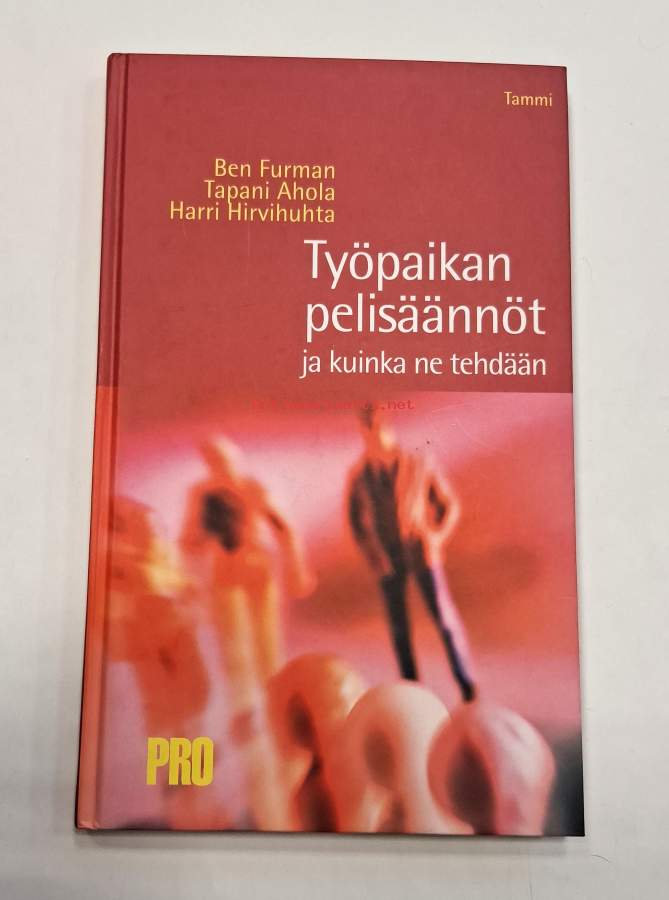 Tammi
Ben Furman
Tapani Ahola
Harri Hirvihuhta
Työpaikan
pelisäännöt
ja kuinka ne tehdään
PRO